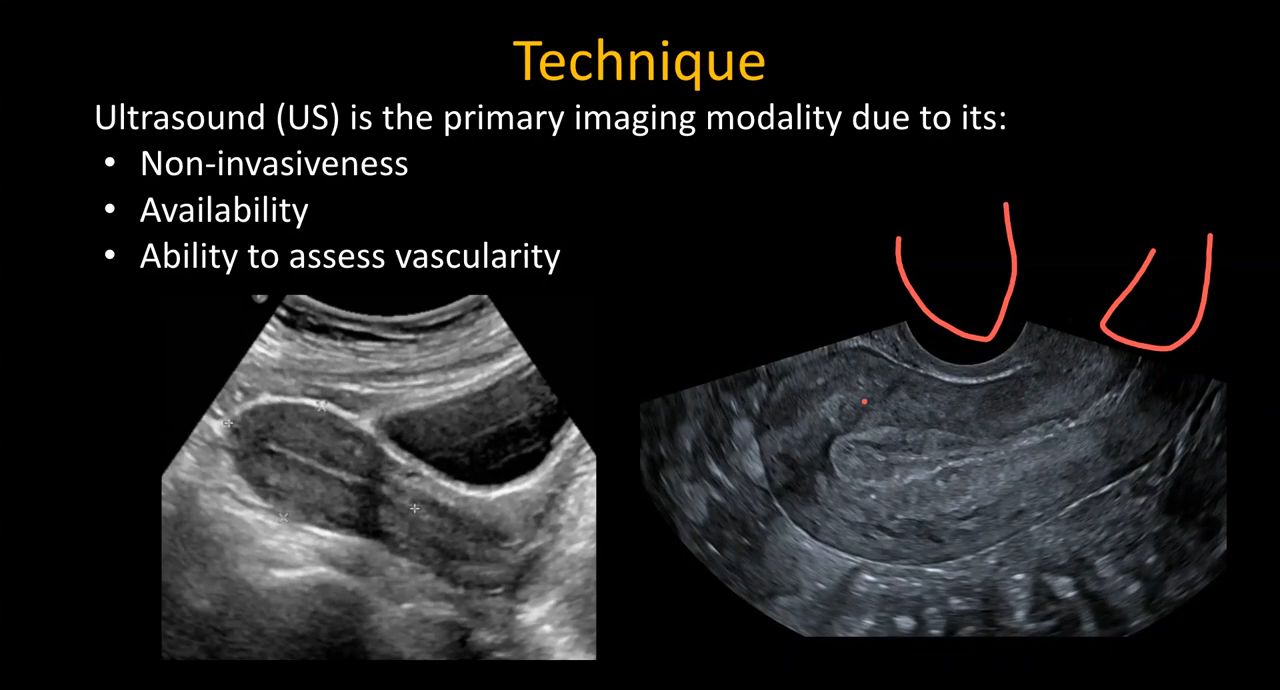 Technique
Ultrasound (US) is the primary imaging modality due to its:
• Non-invasiveness
• Availability
• Ability to assess vascularity